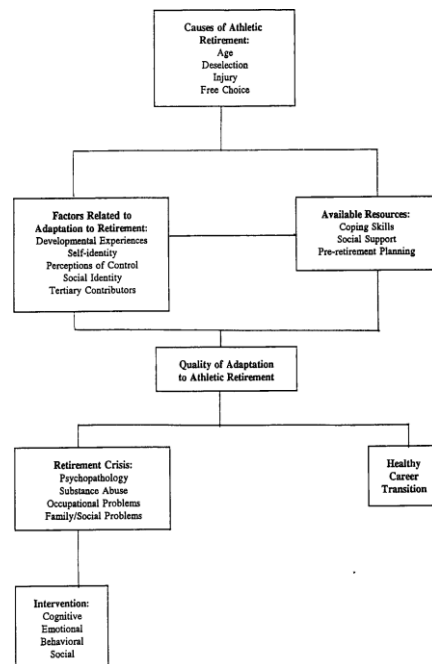 Causes of Athletic
Retirement:
Age
Deselection
Injury
Free Choice
Factors Related to
Adaptation to Retirement:
Developmental Experiences
Self-identity
Perceptions of Control
Social Identity
Tertiary Contributors
Available Resources:
Coping Skills
Social Support
Pre-retirement Planning
Quality of Adaptation
to Athletic Retirement
Retirement Crisis:
Psychopathology
Substance Abuse
Occupational Problems
Family/Social Problems
Healthy
Career
Transition
Intervention:
Cognitive
Emotional
Behavioral
Social